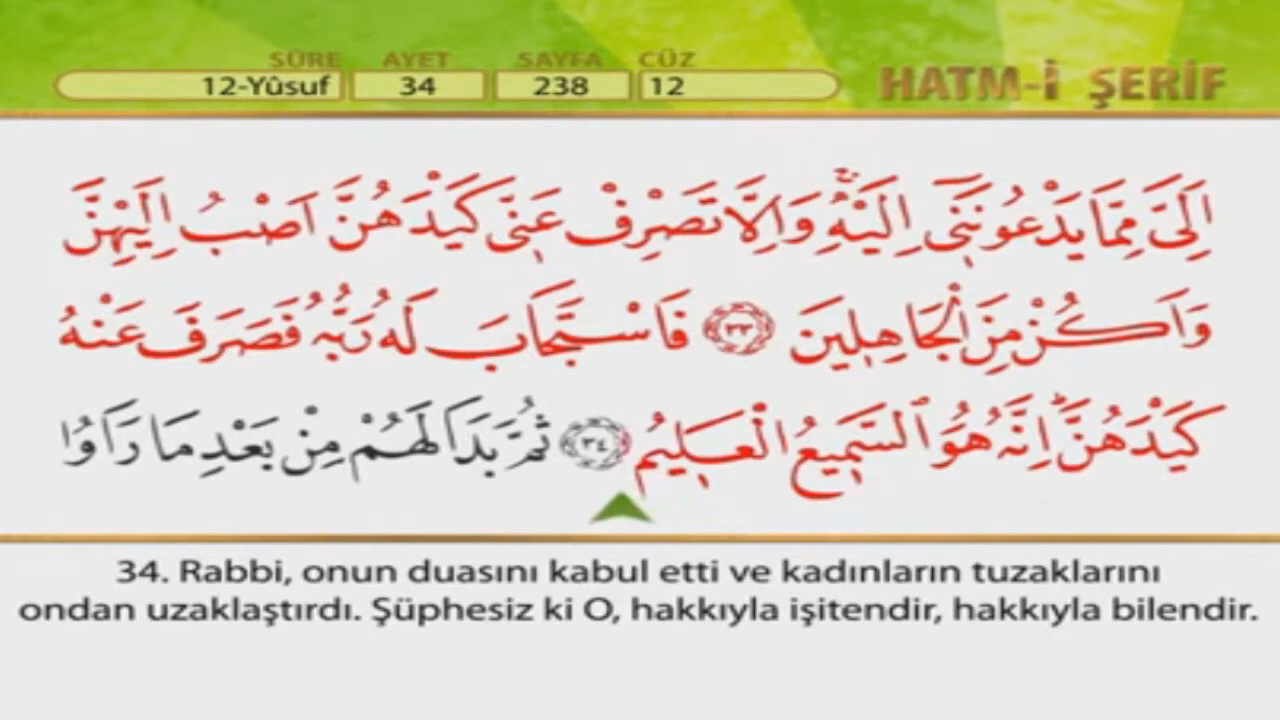 SÛRE AYET SAYFA CÜZ
12-Yûsuf 34 238 12
HATM-İ ŞERİF
اِلَيَّ مِمَّا يَدْعُونَنٖٓي اِلَيْهِۚ وَاِلَّا تَصْرِفْ عَنّٖي كَيْدَهُنَّ اَصْبُ اِلَيْهِنَّ
وَاَكُنْ مِنَ الْجَاهِلٖينَ ﴿٣٣﴾ فَاسْتَجَابَ لَهُ رَبُّهُ فَصَرَفَ عَنْهُ
كَيْدَهُنَّۜ اِنَّهُ هُوَ السَّمٖيعُ الْعَلٖيمُ ﴿٣٤﴾ ثُمَّ بَدَا لَهُمْ مِنْ بَعْدِ مَا رَاَوُا
34. Rabbi, onun duasını kabul etti ve kadınların tuzaklarını
ondan uzaklaştırdı. Şüphesiz ki O, hakkıyla işitendir, hakkıyla bilendir.